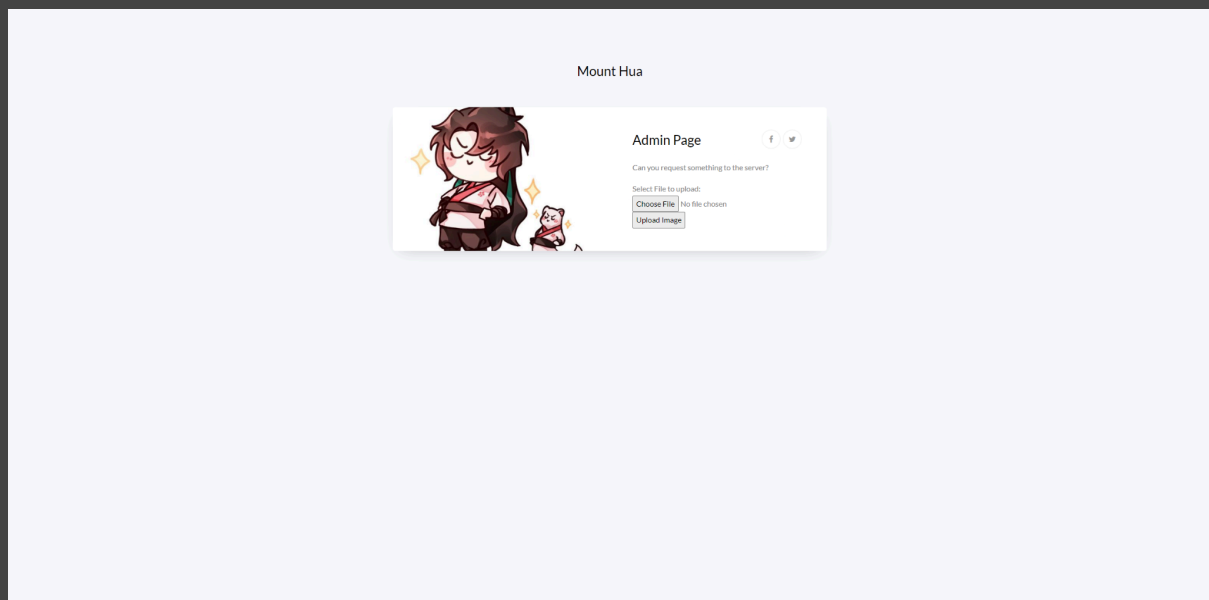 Mount Hua
Admin Page
Can you request something to the server?
Select File to upload:
Choose File No file chosen
Upload Image